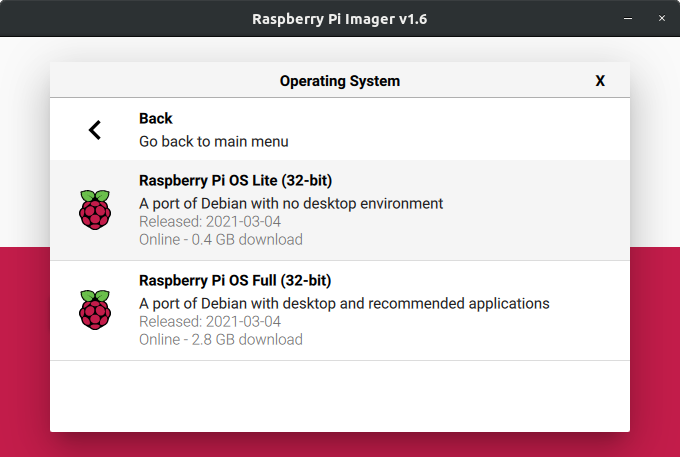 Raspberry Pi Imager v1.6
Operating System X
Back
Go back to main menu
Raspberry Pi OS Lite (32-bit)
A port of Debian with no desktop environment
Released: 2021-03-04
Online - 0.4 GB download
Raspberry Pi OS Full (32-bit)
A port of Debian with desktop and recommended applications
Released: 2021-03-04
Online - 2.8 GB download